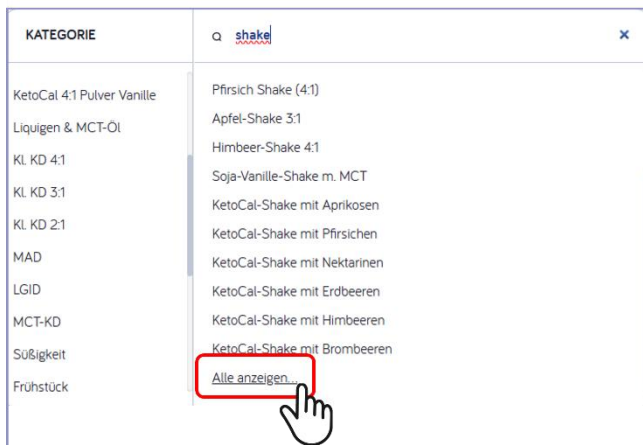 KATEGORIE
shake
KetoCal 4:1 Pulver Vanille
Liquigen & MCT-Öl
Kl. KD 4:1
Kl. KD 3:1
Kl. KD 2:1
MAD
LGID
MCT-KD
Süßigkeit
Frühstück
Pfirsich Shake (4:1)
Apfel-Shake 3:1
Himbeer-Shake 4:1
Soja-Vanille-Shake m. MCT
KetoCal-Shake mit Aprikosen
KetoCal-Shake mit Pfirsichen
KetoCal-Shake mit Nektarinen
KetoCal-Shake mit Erdbeeren
KetoCal-Shake mit Himbeeren
KetoCal-Shake mit Brombeeren
Alle anzeigen...